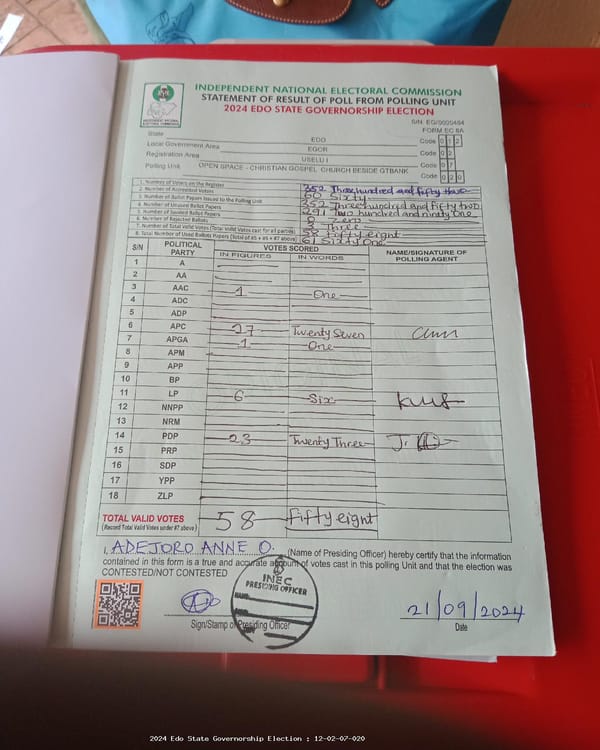 INDEPENDENT NATIONAL ELECTORAL COMMISSION
STATEMENT OF RESULT OF POLL FROM POLLING UNIT
2024 EDO STATE GOVERNORSHIP ELECTION
FORM EC 8A
State EDO Code 0 1 2
Local Government Area EGOR Code 0 2
Registration Area USELU I Code 0 7
Polling Unit OPEN SPACE - CHRISTIAN GOSPEL CHURCH BESIDE GTBANK Code 0 2 0
1. Number of Voters on the Register 352 Three hundred and fifty two
2. Number of Accredited Voters 60 Sixty
3. Number of Ballot Papers Issued to the Polling Unit 352 Three hundred and fifty two
4. Number of Unused Ballot Papers 291 Two hundred and ninety One
5. Number of Spoiled Ballot Papers 0 Zero
6. Number of Rejected Ballots 3 Three
7. Number of Total Valid Votes (Total Valid Votes cast for all parties) 58 Fifty eight
8. Total Number of Used Ballot Papers (Total of #5 + #6 + #7 above) 61 Sixty One
S/N POLITICAL PARTY VOTES SCORED NAME/SIGNATURE OF POLLING AGENT
IN FIGURES IN WORDS
1 A
2 AA
3 AAC 1 One
4 ADC
5 ADP
6 APC 27 Twenty Seven
7 APGA 1 One
8 APM
9 APP
10 BP
11 LP 6 Six
12 NNPP
13 NRM
14 PDP 23 Twenty Three
15 PRP
16 SDP
17 YPP
18 ZLP
TOTAL VALID VOTES 58 Fifty eight
(Record Total Valid Votes under #7 above)
I, ADEJORO ANNE O. (Name of Presiding Officer) hereby certify that the information
contained in this form is a true and accurate account of votes cast in this polling Unit and that the election was
CONTESTED/NOT CONTESTED
INEC
PRESIDING OFFICER
21/09/2024
Sign/Stamp of Presiding Officer Date
2024 Edo State Governorship Election : 12-02-07-020